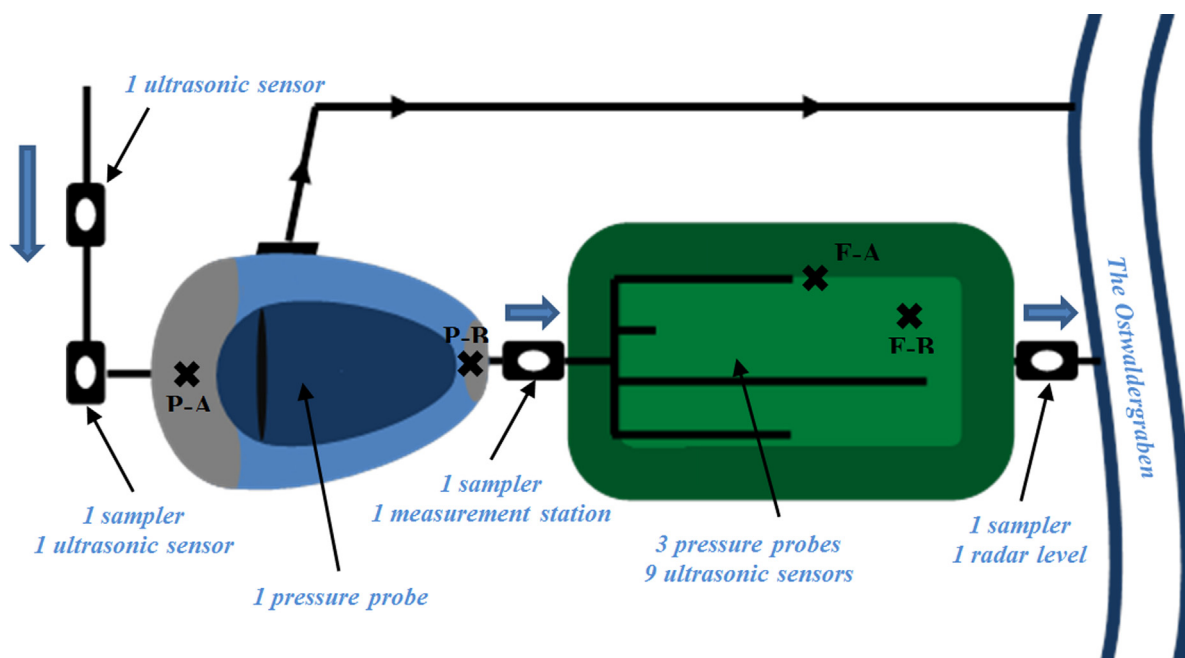 1 ultrasonic sensor
F-A
P-B
F-B
P-A
The Ostwaldergraben
1 sampler
1 ultrasonic sensor
1 sampler
1 measurement station
3 pressure probes
9 ultrasonic sensors
1 sampler
1 radar level
1 pressure probe